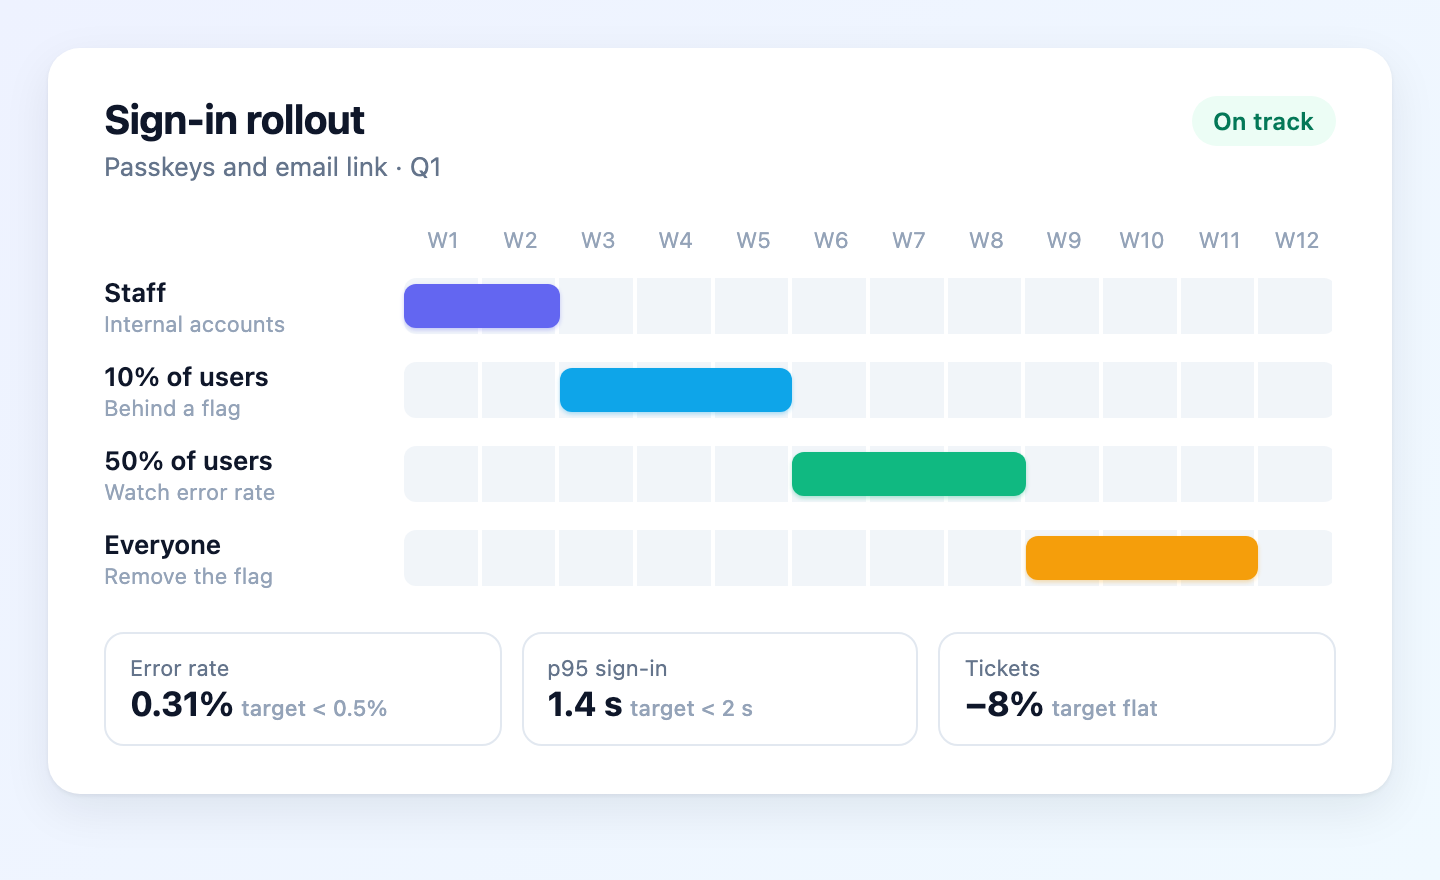 Sign-in rollout
On track
Passkeys and email link · Q1
W1 W2 W3 W4 W5 W6 W7 W8 W9 W10 W11 W12
Staff
Internal accounts
10% of users
Behind a flag
50% of users
Watch error rate
Everyone
Remove the flag
Error rate
0.31% target < 0.5%
p95 sign-in
1.4 s target < 2 s
Tickets
−8% target flat